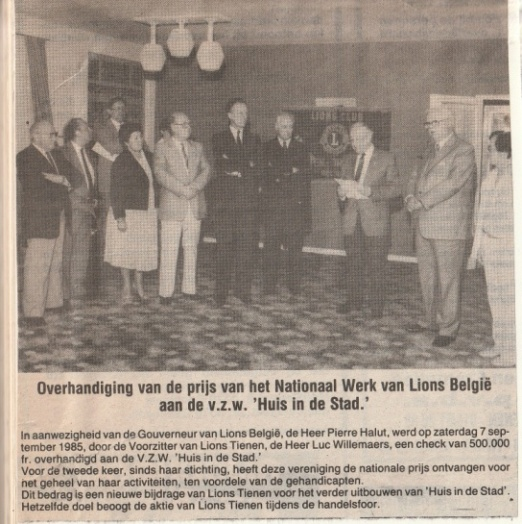 LIONS CLUB
L
Overhandiging van de prijs van het Nationaal Werk van Lions België
aan de v.z.w. 'Huis in de Stad.'
In aanwezigheid van de Gouverneur van Lions België, de Heer Pierre Halut, werd op zaterdag 7 sep-
tember 1985, door de Voorzitter van Lions Tienen, de Heer Luc Willemaers, een check van 500.000
fr. overhandigd aan de V.Z.W. 'Huis in de Stad.'
Voor de tweede keer, sinds haar stichting, heeft deze vereniging de nationale prijs ontvangen voor
het geheel van haar activiteiten, ten voordele van de gehandicapten.
Dit bedrag is een nieuwe bijdrage van Lions Tienen voor het verder uitbouwen van 'Huis in de Stad'.
Hetzelfde doel beoogt de aktie van Lions Tienen tijdens de handelsfoor.